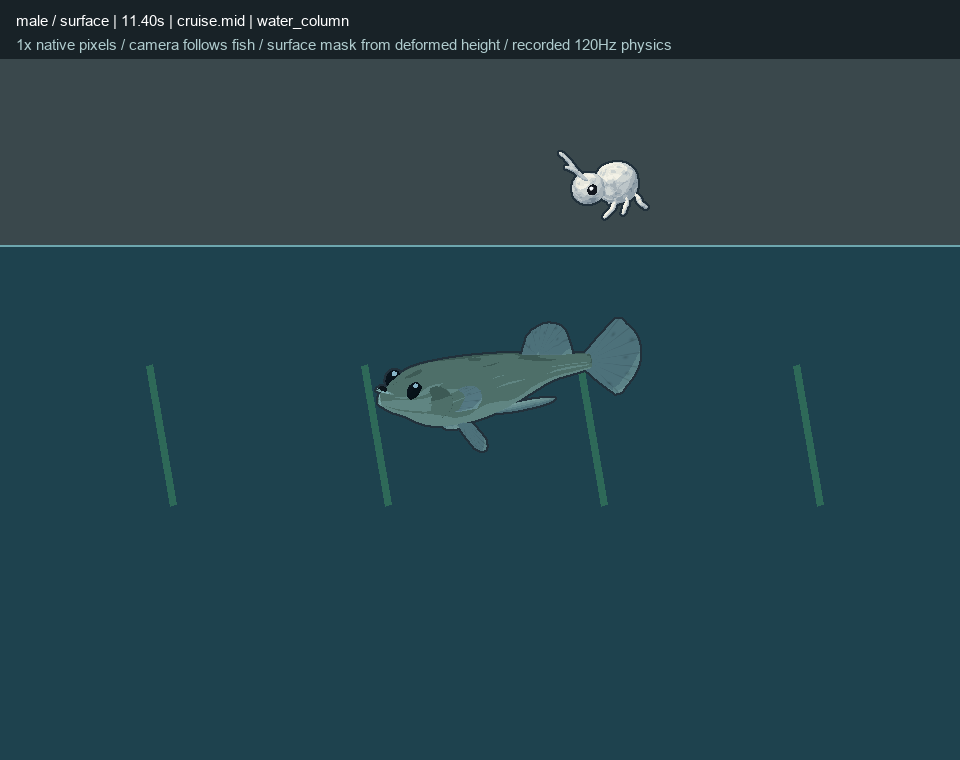 male / surface | 11.40s | cruise.mid | water_column
1x native pixels / camera follows fish / surface mask from deformed height / recorded 120Hz physics